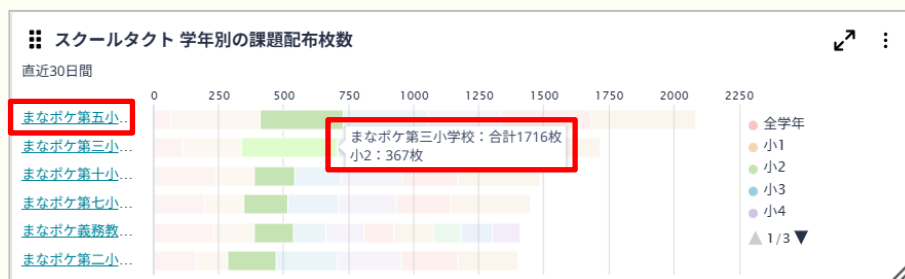 スクールタクト 学年別の課題配布枚数
直近30日間
0 250 500 750 1000 1250 1500 1750 2000 2250
まなポケ第五小...
まなポケ第三小...
まなポケ第十小...
まなポケ第七小...
まなポケ義務教...
まなポケ第二小...
まなポケ第三小学校：合計1716枚
小2：367枚
全学年
小1
小2
小3
小4
1/3